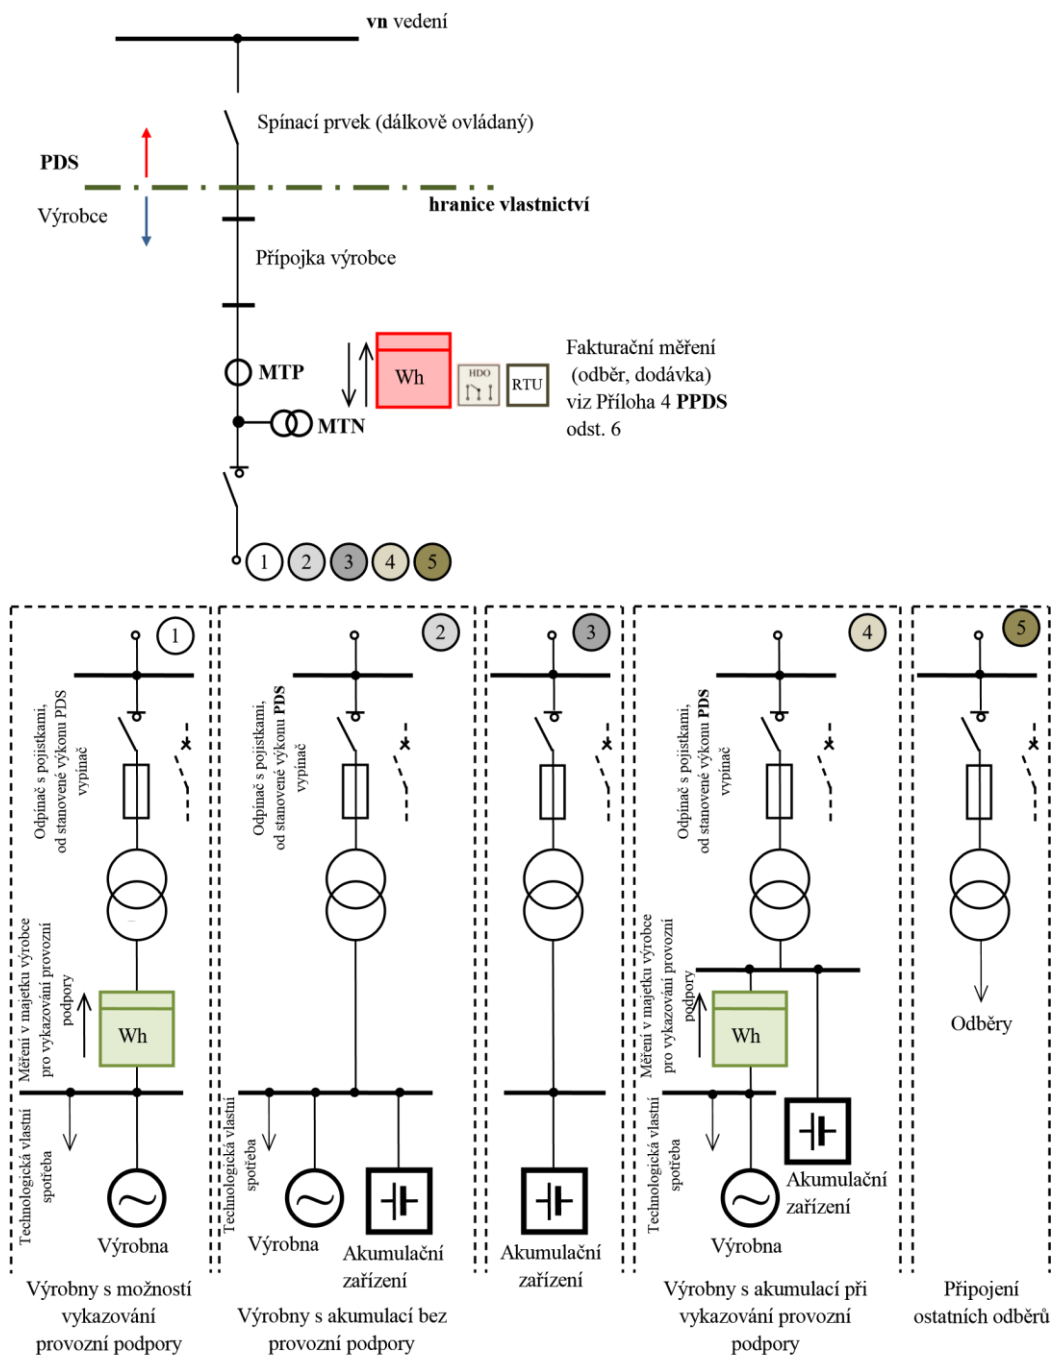 vn vedení
Spínací prvek (dálkově ovládaný)
PDS
hranice vlastnictví
Výrobce
Přípojka výrobce
MTP
Wh
HDO
RTU
Fakturační měření
(odběr, dodávka)
viz Příloha 4 PPDS
odst. 6
MTN
1
2
3
4
5
1
Odpínač s pojistkami,
od stanovené výkonu PDS
vypínač
Měření v majetku výrobce
pro vykazování provozní
podpory
Wh
Technologická vlastní
spotřeba
Výrobna
Výrobny s možností
vykazování
provozní podpory
2
Odpínač s pojistkami,
od stanovené výkonu PDS
vypínač
Technologická vlastní
spotřeba
Výrobna
Akumulační
zařízení
Výrobny s akumulací bez
provozní podpory
3
Akumulační
zařízení
4
Odpínač s pojistkami,
od stanovené výkonu PDS
vypínač
Měření v majetku výrobce
pro vykazování provozní
podpory
Wh
Technologická vlastní
spotřeba
Výrobna
Akumulační
zařízení
Výrobny s akumulací při
vykazování provozní
podpory
5
Odběry
Připojení
ostatních odběrů